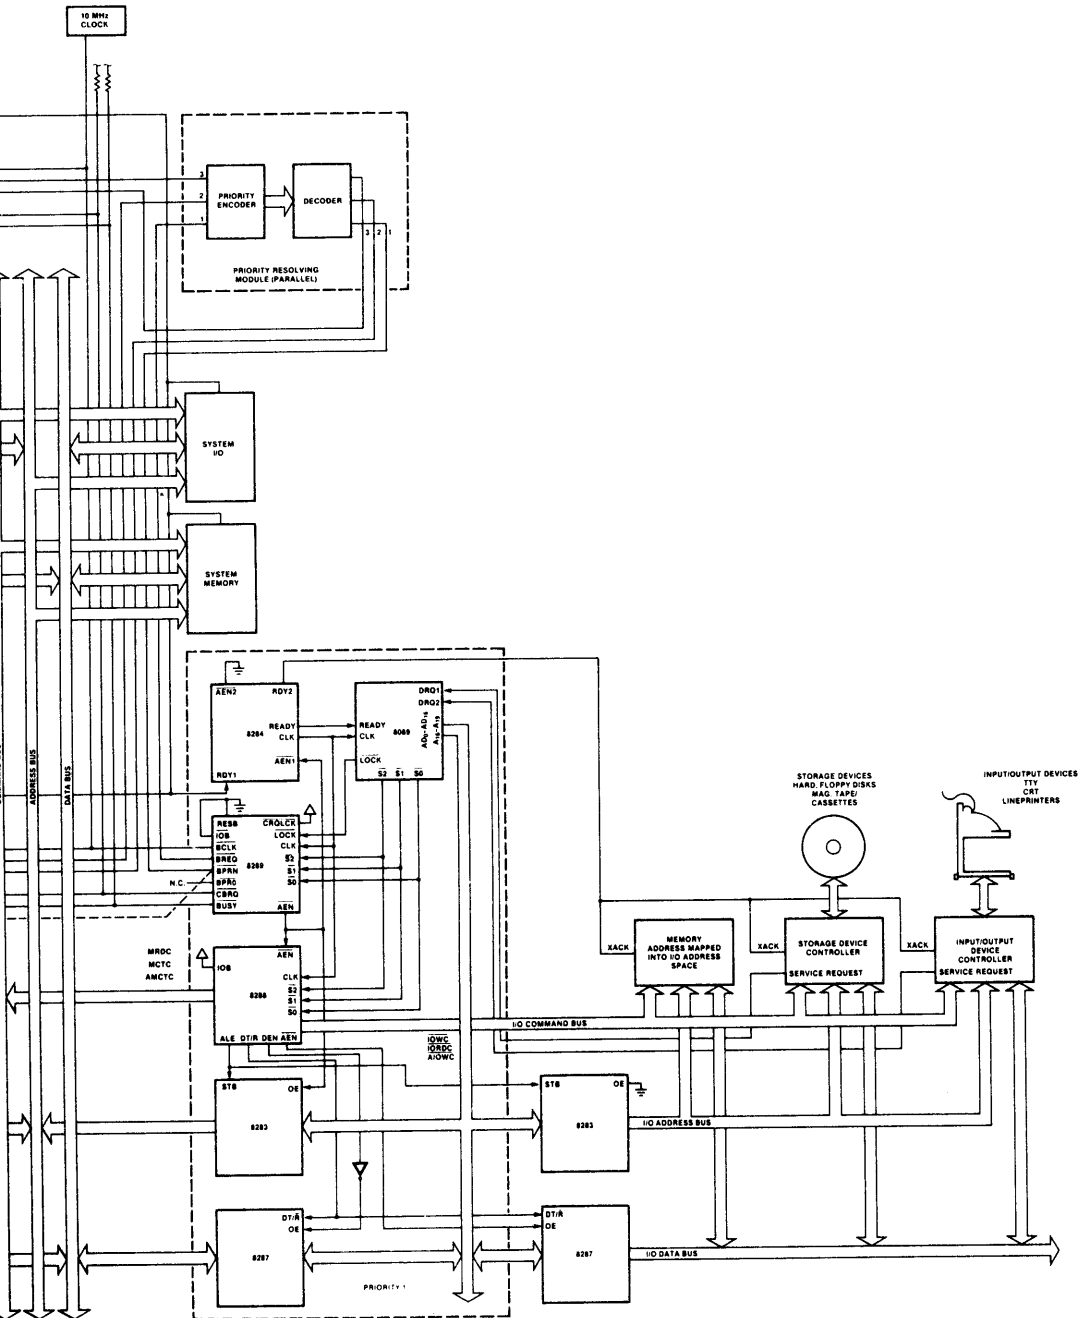 10 MHz
CLOCK
3
2
1
PRIORITY
ENCODER
DECODER
3 2 1
PRIORITY RESOLVING
MODULE (PARALLEL)
SYSTEM
I/O
SYSTEM
MEMORY
ADDRESS BUS
DATA BUS
AEN2
RDY2
8284
READY
CLK
AEN1
RDY1
DRQ1
DRQ2
8089
READY
CLK
LOCK
AD0-AD15
A16-A19
S2 S1 S0
RESB
IOB
BCLK
BREQ
BPRN
BPRO
CBRQ
BUSY
N.C.
8289
CRQLCK
LOCK
CLK
S2
S1
S0
AEN
MRDC
MCTC
AMCTC
AEN
IOB
CLK
S2
S1
S0
8288
ALE DT/R DEN AEN
I/O COMMAND BUS
IOWC
IORDC
AIOWC
STB
OE
8283
STB
OE
8283
I/O ADDRESS BUS
DT/R
OE
8287
DT/R
OE
8287
I/O DATA BUS
PRIORITY 1
STORAGE DEVICES
HARD, FLOPPY DISKS
MAG. TAPE/
CASSETTES
INPUT/OUTPUT DEVICES
TTY
CRT
LINEPRINTERS
XACK
MEMORY
ADDRESS MAPPED
INTO I/O ADDRESS
SPACE
XACK
STORAGE DEVICE
CONTROLLER
SERVICE REQUEST
XACK
INPUT/OUTPUT
DEVICE
CONTROLLER
SERVICE REQUEST